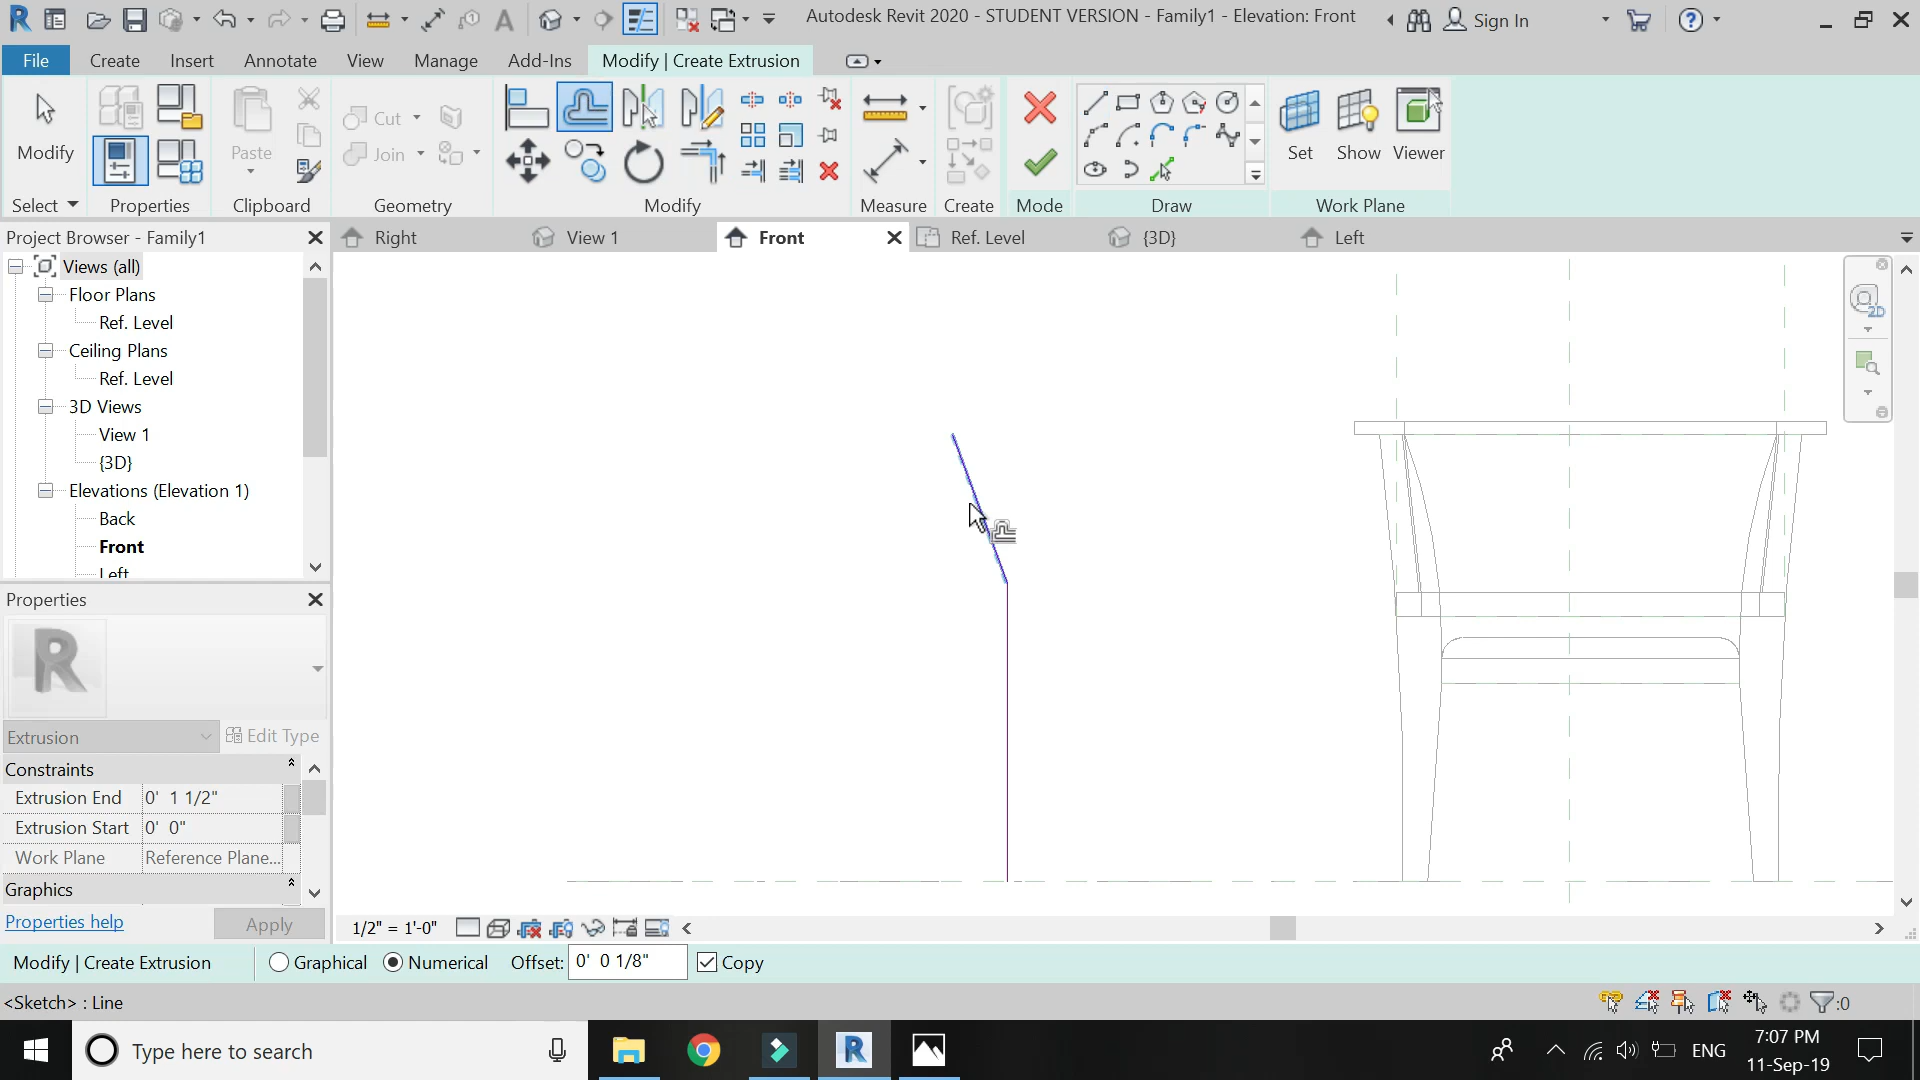 Autodesk Revit 2020 - STUDENT VERSION - Family1 - Elevation: Front
Sign In
File Create Insert Annotate View Manage Add-Ins Modify | Create Extrusion
Modify
Paste
Cut
Join
Set Show Viewer
Select Properties Clipboard Geometry Modify Measure Create Mode Draw Work Plane
Project Browser - Family1
Right View 1 Front Ref. Level {3D} Left
Views (all)
Floor Plans
Ref. Level
Ceiling Plans
Ref. Level
3D Views
View 1
{3D}
Elevations (Elevation 1)
Back
Front
Left
2D
Properties
R
Extrusion
Edit Type
Constraints
Extrusion End 0' 1 1/2"
Extrusion Start 0' 0"
Work Plane Reference Plane...
Graphics
Properties help
Apply
1/2" = 1'-0"
Modify | Create Extrusion
Graphical Numerical Offset: 0' 0 1/8" Copy
<Sketch> : Line
:0
Type here to search
R
ENG
7:07 PM
11-Sep-19